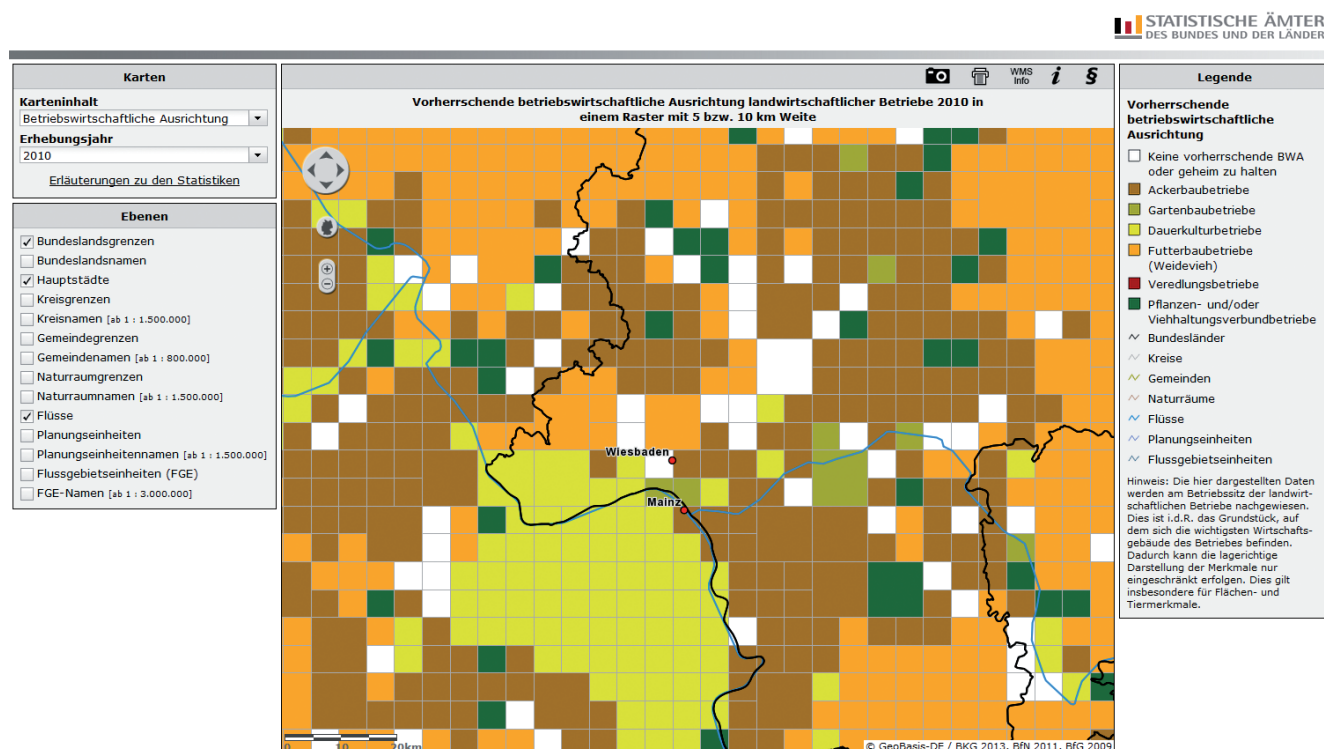 STATISTISCHE ÄMTER
DES BUNDES UND DER LÄNDER
Karten
Karteninhalt
Betriebswirtschaftliche Ausrichtung
Erhebungsjahr
2010
Erläuterungen zu den Statistiken
Ebenen
Bundeslandsgrenzen
Bundeslandsnamen
Hauptstädte
Kreisgrenzen
Kreisnamen [ab 1 : 1.500.000]
Gemeindegrenzen
Gemeindenamen [ab 1 : 800.000]
Naturraumgrenzen
Naturraumnamen [ab 1 : 1.500.000]
Flüsse
Planungseinheiten
Planungseinheitennamen [ab 1 : 1.500.000]
Flussgebietseinheiten (FGE)
FGE-Namen [ab 1 : 3.000.000]
WMS
Info
i
§
Vorherrschende betriebswirtschaftliche Ausrichtung landwirtschaftlicher Betriebe 2010 in
einem Raster mit 5 bzw. 10 km Weite
Wiesbaden
Mainz
0 10 20km
© GeoBasis-DE / BKG 2013, BfN 2011, BfG 2009
Legende
Vorherrschende
betriebswirtschaftliche
Ausrichtung
Keine vorherrschende BWA
oder geheim zu halten
Ackerbaubetriebe
Gartenbaubetriebe
Dauerkulturbetriebe
Futterbaubetriebe
(Weidevieh)
Veredlungsbetriebe
Pflanzen- und/oder
Viehhaltungsverbundbetriebe
Bundesländer
Kreise
Gemeinden
Naturräume
Flüsse
Planungseinheiten
Flussgebietseinheiten
Hinweis: Die hier dargestellten Daten
werden am Betriebssitz der landwirt-
schaftlichen Betriebe nachgewiesen.
Dies ist i.d.R. das Grundstück, auf
dem sich die wichtigsten Wirtschafts-
gebäude des Betriebes befinden.
Dadurch kann die lagerichtige
Darstellung der Merkmale nur
eingeschränkt erfolgen. Dies gilt
insbesondere für Flächen- und
Tiermerkmale.